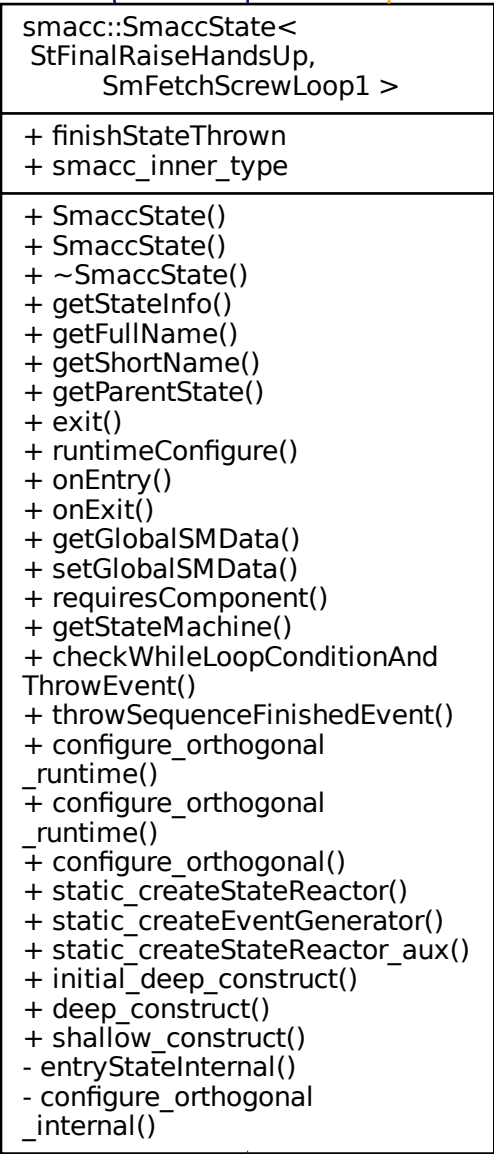 smacc::SmaccState<
StFinalRaiseHandsUp,
SmFetchScrewLoop1 >
+ finishStateThrown
+ smacc_inner_type
+ SmaccState()
+ SmaccState()
+ ~SmaccState()
+ getStateInfo()
+ getFullName()
+ getShortName()
+ getParentState()
+ exit()
+ runtimeConfigure()
+ onEntry()
+ onExit()
+ getGlobalSMData()
+ setGlobalSMData()
+ requiresComponent()
+ getStateMachine()
+ checkWhileLoopConditionAnd
ThrowEvent()
+ throwSequenceFinishedEvent()
+ configure_orthogonal
_runtime()
+ configure_orthogonal
_runtime()
+ configure_orthogonal()
+ static_createStateReactor()
+ static_createEventGenerator()
+ static_createStateReactor_aux()
+ initial_deep_construct()
+ deep_construct()
+ shallow_construct()
- entryStateInternal()
- configure_orthogonal
_internal()